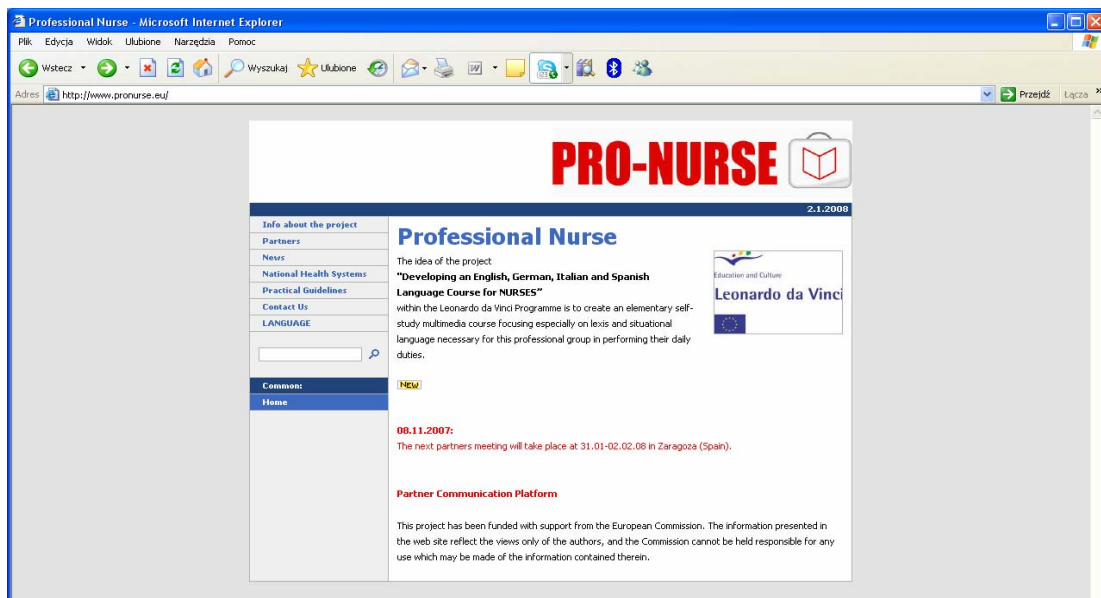 Professional Nurse - Microsoft Internet Explorer
Plik Edycja Widok Ulubione Narzędzia Pomoc
Wstecz Wyszukaj Ulubione
Adres http://www.pronurse.eu/ Przejdź Łącza »
PRO-NURSE
2.1.2008
Info about the project
Partners
News
National Health Systems
Practical Guidelines
Contact Us
LANGUAGE
Common:
Home
Professional Nurse
The idea of the project
"Developing an English, German, Italian and Spanish
Language Course for NURSES"
within the Leonardo da Vinci Programme is to create an elementary self-
study multimedia course focusing especially on lexis and situational
language necessary for this professional group in performing their daily
duties.
Education and Culture
Leonardo da Vinci
NEW
08.11.2007:
The next partners meeting will take place at 31.01-02.02.08 in Zaragoza (Spain).
Partner Communication Platform
This project has been funded with support from the European Commission. The information presented in
the web site reflect the views only of the authors, and the Commission cannot be held responsible for any
use which may be made of the information contained therein.